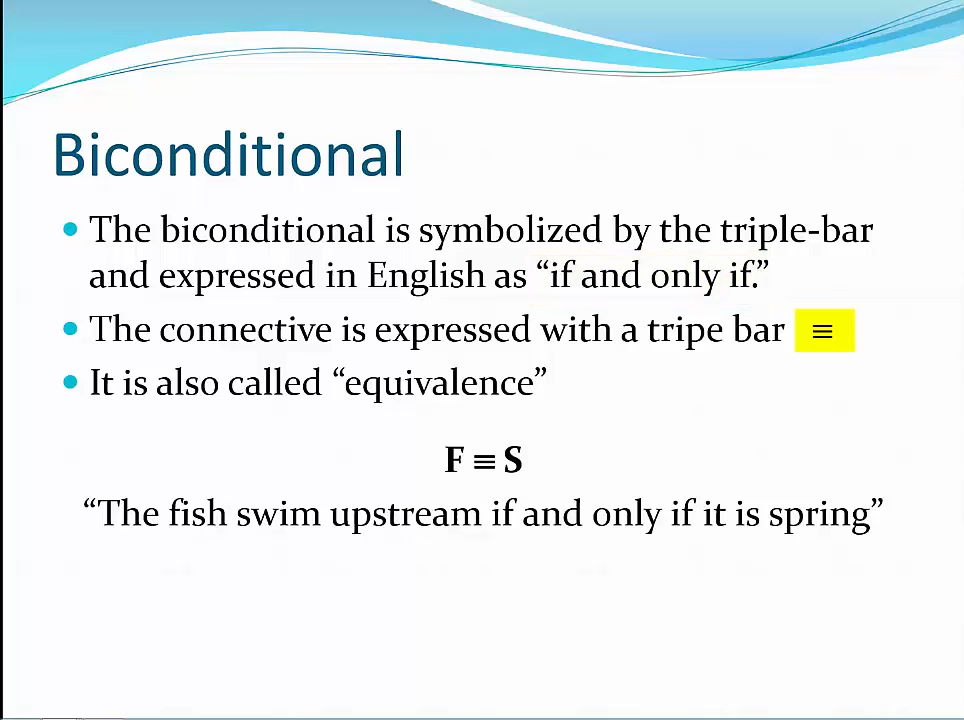 Biconditional
• The biconditional is symbolized by the triple-bar
and expressed in English as “if and only if.”
• The connective is expressed with a tripe bar ≡
• It is also called “equivalence”
F ≡ S
“The fish swim upstream if and only if it is spring”